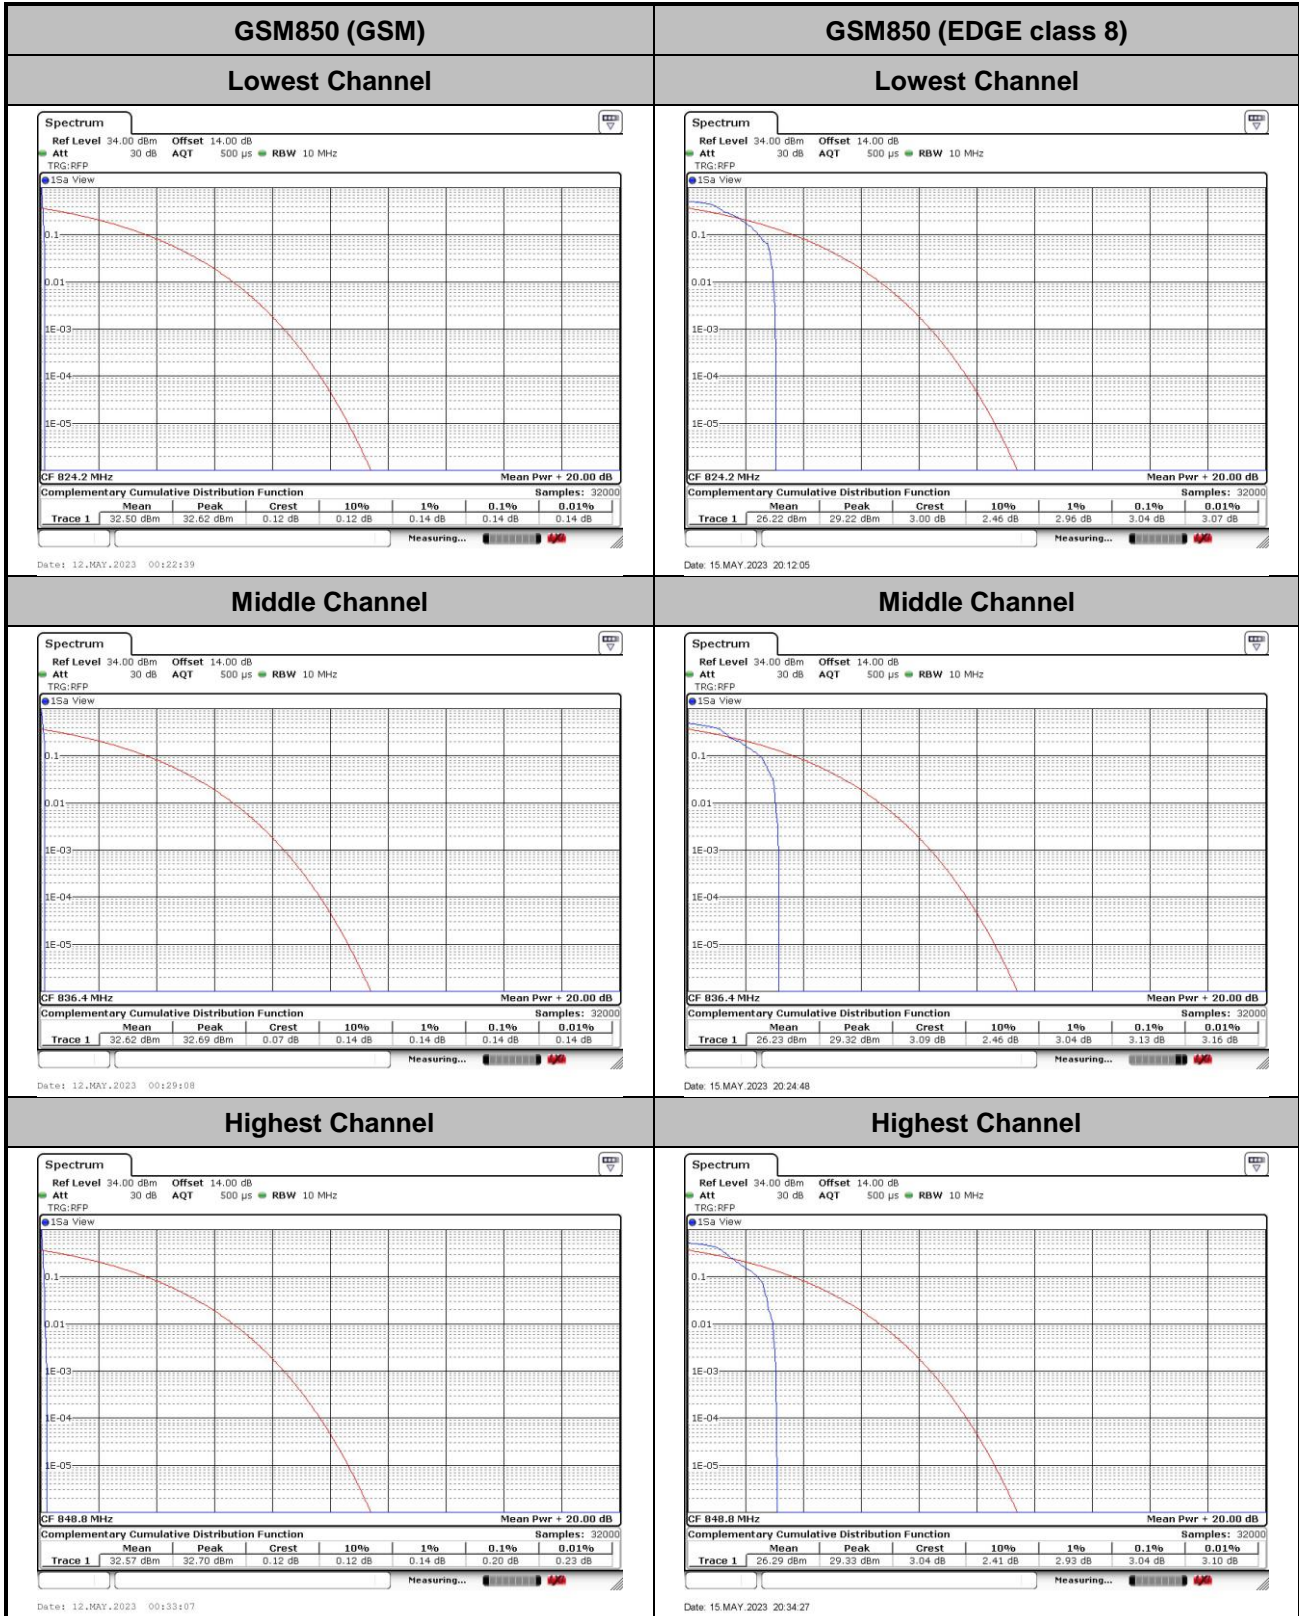 GSM850 (GSM) GSM850 (EDGE class 8)
Lowest Channel Lowest Channel
Spectrum
Ref Level 34.00 dBm Offset 14.00 dB
Att 30 dB AQT 500 µs RBW 10 MHz
TRG:RFP
1Sa View
0.1
0.01
1E-03
1E-04
1E-05
CF 824.2 MHz Mean Pwr + 20.00 dB
Complementary Cumulative Distribution Function Samples: 32000
Mean Peak Crest 10% 1% 0.1% 0.01%
Trace 1 32.50 dBm 32.62 dBm 0.12 dB 0.12 dB 0.14 dB 0.14 dB 0.14 dB
Measuring...
Date: 12.MAY.2023 00:22:39
Spectrum
Ref Level 34.00 dBm Offset 14.00 dB
Att 30 dB AQT 500 µs RBW 10 MHz
TRG:RFP
1Sa View
0.1
0.01
1E-03
1E-04
1E-05
CF 824.2 MHz Mean Pwr + 20.00 dB
Complementary Cumulative Distribution Function Samples: 32000
Mean Peak Crest 10% 1% 0.1% 0.01%
Trace 1 26.22 dBm 29.22 dBm 3.00 dB 2.46 dB 2.96 dB 3.04 dB 3.07 dB
Measuring...
Date: 15.MAY.2023 20:12:05
Middle Channel Middle Channel
Spectrum
Ref Level 34.00 dBm Offset 14.00 dB
Att 30 dB AQT 500 µs RBW 10 MHz
TRG:RFP
1Sa View
0.1
0.01
1E-03
1E-04
1E-05
CF 836.4 MHz Mean Pwr + 20.00 dB
Complementary Cumulative Distribution Function Samples: 32000
Mean Peak Crest 10% 1% 0.1% 0.01%
Trace 1 32.62 dBm 32.69 dBm 0.07 dB 0.14 dB 0.14 dB 0.14 dB 0.14 dB
Measuring...
Date: 12.MAY.2023 00:29:08
Spectrum
Ref Level 34.00 dBm Offset 14.00 dB
Att 30 dB AQT 500 µs RBW 10 MHz
TRG:RFP
1Sa View
0.1
0.01
1E-03
1E-04
1E-05
CF 836.4 MHz Mean Pwr + 20.00 dB
Complementary Cumulative Distribution Function Samples: 32000
Mean Peak Crest 10% 1% 0.1% 0.01%
Trace 1 26.23 dBm 29.32 dBm 3.09 dB 2.46 dB 3.04 dB 3.13 dB 3.16 dB
Measuring...
Date: 15.MAY.2023 20:24:48
Highest Channel Highest Channel
Spectrum
Ref Level 34.00 dBm Offset 14.00 dB
Att 30 dB AQT 500 µs RBW 10 MHz
TRG:RFP
1Sa View
0.1
0.01
1E-03
1E-04
1E-05
CF 848.8 MHz Mean Pwr + 20.00 dB
Complementary Cumulative Distribution Function Samples: 32000
Mean Peak Crest 10% 1% 0.1% 0.01%
Trace 1 32.57 dBm 32.70 dBm 0.12 dB 0.12 dB 0.14 dB 0.20 dB 0.23 dB
Measuring...
Date: 12.MAY.2023 00:33:07
Spectrum
Ref Level 34.00 dBm Offset 14.00 dB
Att 30 dB AQT 500 µs RBW 10 MHz
TRG:RFP
1Sa View
0.1
0.01
1E-03
1E-04
1E-05
CF 848.8 MHz Mean Pwr + 20.00 dB
Complementary Cumulative Distribution Function Samples: 32000
Mean Peak Crest 10% 1% 0.1% 0.01%
Trace 1 26.29 dBm 29.33 dBm 3.04 dB 2.41 dB 2.93 dB 3.04 dB 3.10 dB
Measuring...
Date: 15.MAY.2023 20:34:27